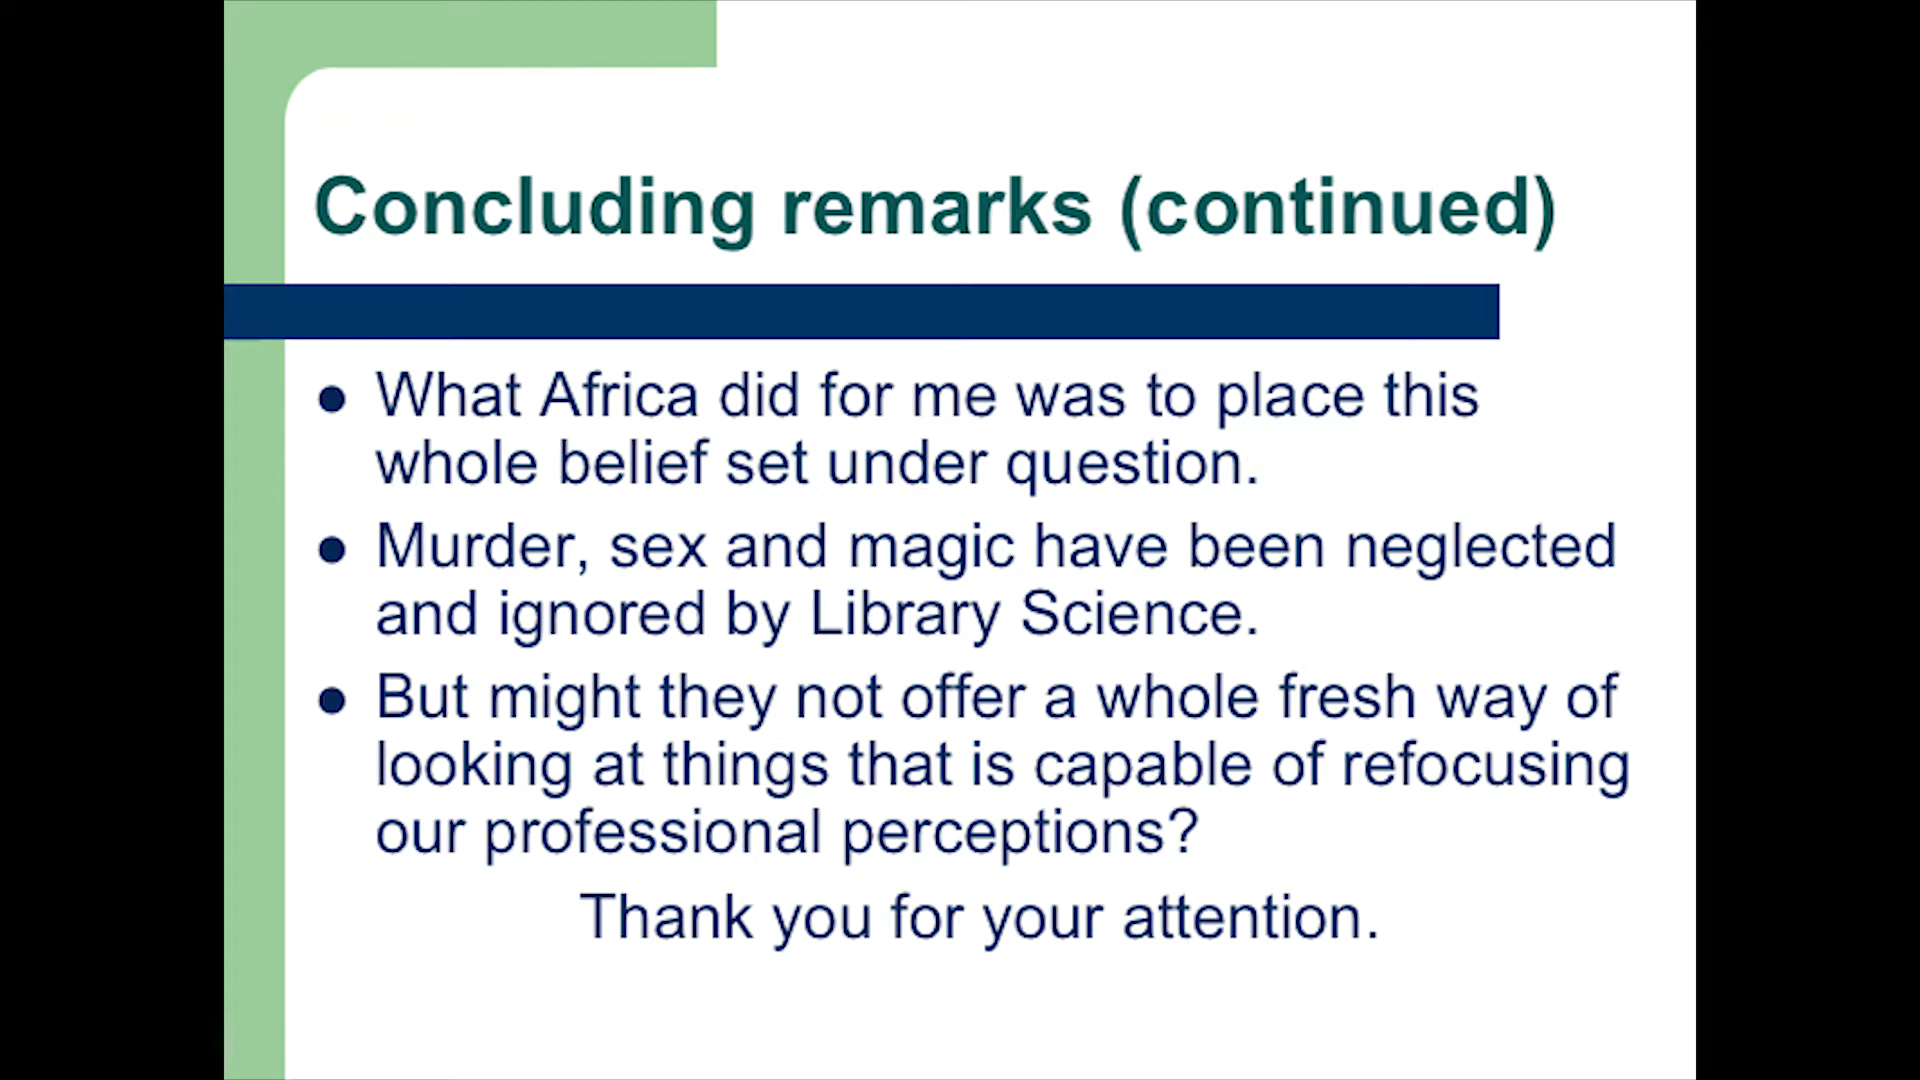 Concluding remarks (continued)
● What Africa did for me was to place this
whole belief set under question.
● Murder, sex and magic have been neglected
and ignored by Library Science.
● But might they not offer a whole fresh way of
looking at things that is capable of refocusing
our professional perceptions?
Thank you for your attention.